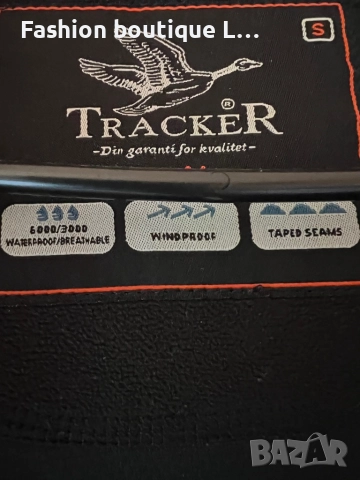 Fashion boutique L...
S
TRACKER®
-Din garanti for kvalitet-
6000/3000
WATERPROOF/BREATHABLE
WINDPROOF
TAPED SEAMS
BAZAR